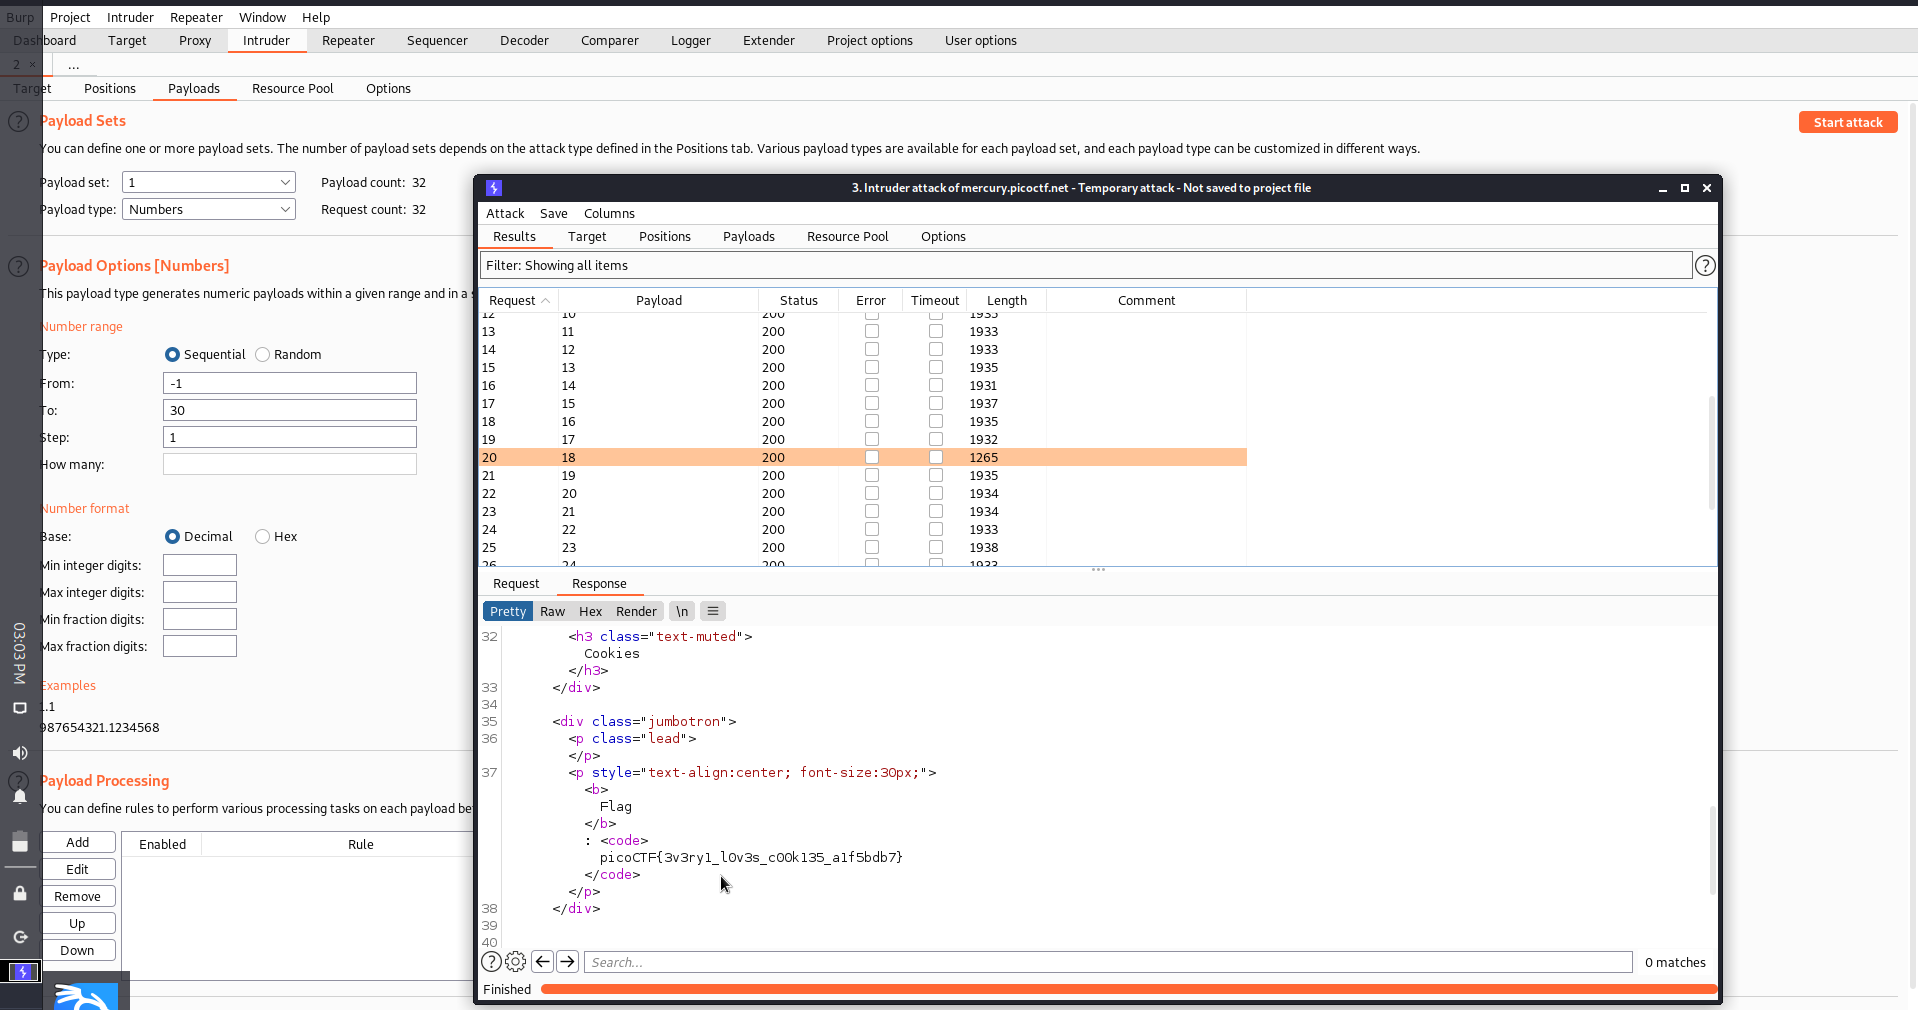 Burp Project Intruder Repeater Window Help
Dashboard Target Proxy Intruder Repeater Sequencer Decoder Comparer Logger Extender Project options User options
2 × ...
Target Positions Payloads Resource Pool Options
? Payload Sets
Start attack
You can define one or more payload sets. The number of payload sets depends on the attack type defined in the Positions tab. Various payload types are available for each payload set, and each payload type can be customized in different ways.
Payload set: 1 Payload count: 32
Payload type: Numbers Request count: 32
? Payload Options [Numbers]
This payload type generates numeric payloads within a given range and in a s
Number range
Type: Sequential Random
From: -1
To: 30
Step: 1
How many:
Number format
Base: Decimal Hex
Min integer digits:
Max integer digits:
Min fraction digits:
Max fraction digits:
Examples
1.1
987654321.1234568
? Payload Processing
You can define rules to perform various processing tasks on each payload be
Add
Edit
Remove
Up
Down
Enabled Rule
03:03 PM
3. Intruder attack of mercury.picoctf.net - Temporary attack - Not saved to project file
Attack Save Columns
Results Target Positions Payloads Resource Pool Options
Filter: Showing all items ?
Request Payload Status Error Timeout Length Comment
12 10 200 1935
13 11 200 1933
14 12 200 1933
15 13 200 1935
16 14 200 1931
17 15 200 1937
18 16 200 1935
19 17 200 1932
20 18 200 1265
21 19 200 1935
22 20 200 1934
23 21 200 1934
24 22 200 1933
25 23 200 1938
26 24 200 1933
Request Response
Pretty Raw Hex Render \n
32 <h3 class="text-muted">
Cookies
</h3>
33 </div>
34
35 <div class="jumbotron">
36 <p class="lead">
</p>
37 <p style="text-align:center; font-size:30px;">
<b>
Flag
</b>
: <code>
picoCTF{3v3ry1_l0v3s_c00k135_a1f5bdb7}
</code>
</p>
38 </div>
39
40
? Search... 0 matches
Finished